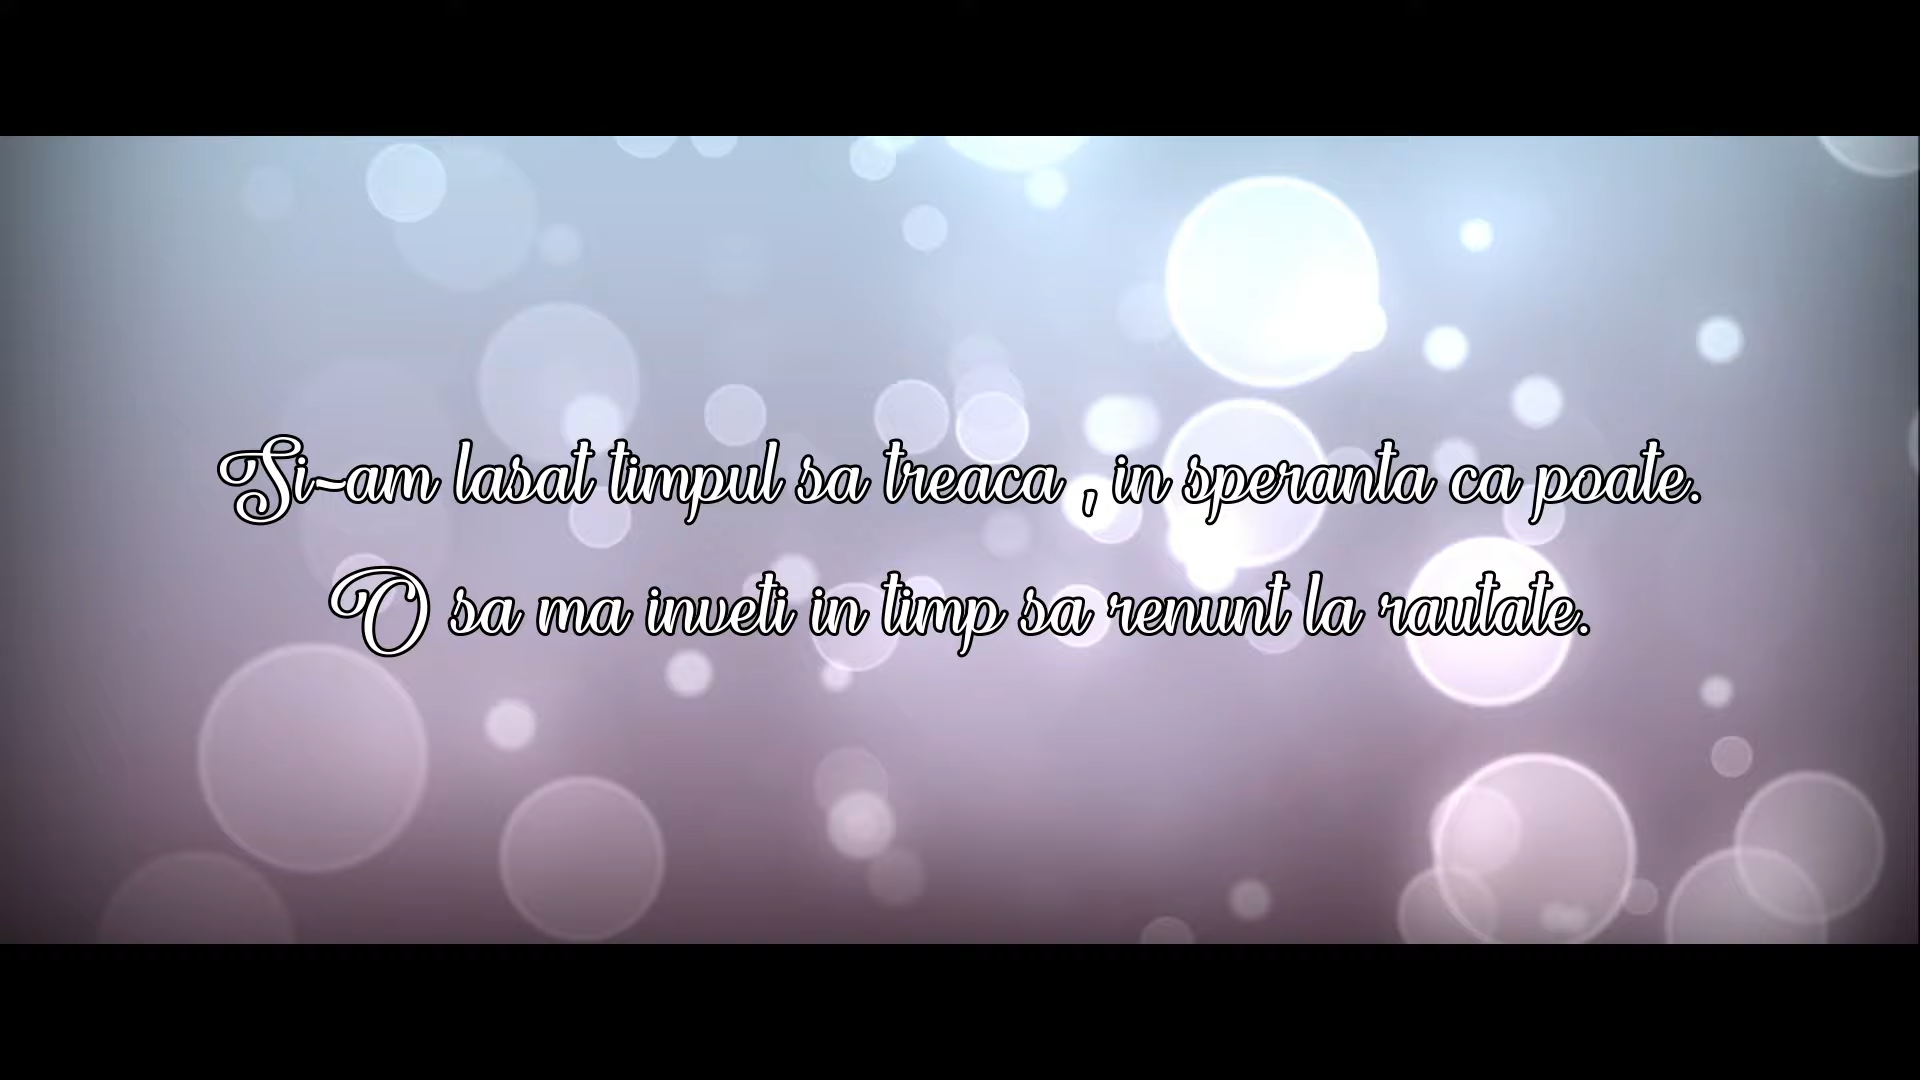 Si-am lasat timpul sa treaca , in speranta ca poate.
O sa ma inveti in timp sa renunt la rautate.